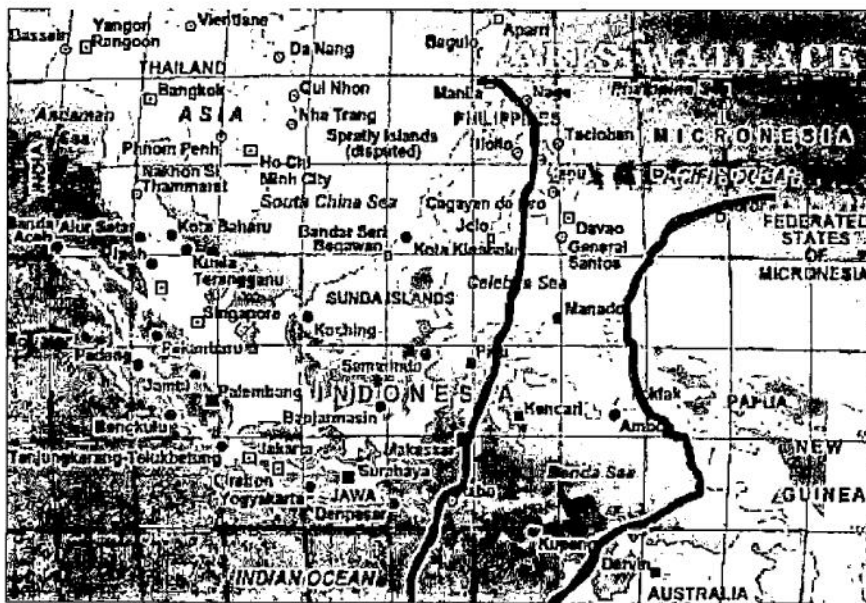 Yangon
Rangoon
Vientiane
Bassein
Da Nang
Baguio
Aparri
GARIS WALLACE
THAILAND
Bangkok
ASIA
Qui Nhon
Nha Trang
Manila
Naga
Philippine Sea
PHILIPPINES
Andaman
Sea
INDIA
Phnom Penh
Spratly Islands
(disputed)
Iloilo
Tacloban
MICRONESIA
Nakhon Si
Thammarat
Ho Chi
Minh City
Cebu
PACIFIC OCEAN
South China Sea
Cagayan de Oro
Banda
Aceh
Alur Setar
Kota Baharu
Bandar Seri
Begawan
Jolo
Davao
General
Santos
FEDERATED
STATES
OF
MICRONESIA
Ipoh
Kuala
Terangganu
Kota Kinabalu
Celebes Sea
Singapora
SUNDA ISLANDS
Manado
Kuching
Padang
Pekanbaru
Samarinda
Palu
Jambi
Palembang
INDONESIA
PAPUA
NEW
GUINEA
Bengkulu
Banjarmasin
Kendari
Ambon
Tanjungkarang-Telukbetung
Jakarta
Makassar
Cirebon
Surabaya
Banda Sea
Yogyakarta
JAWA
Denpasar
Kupang
INDIAN OCEAN
Darwin
AUSTRALIA